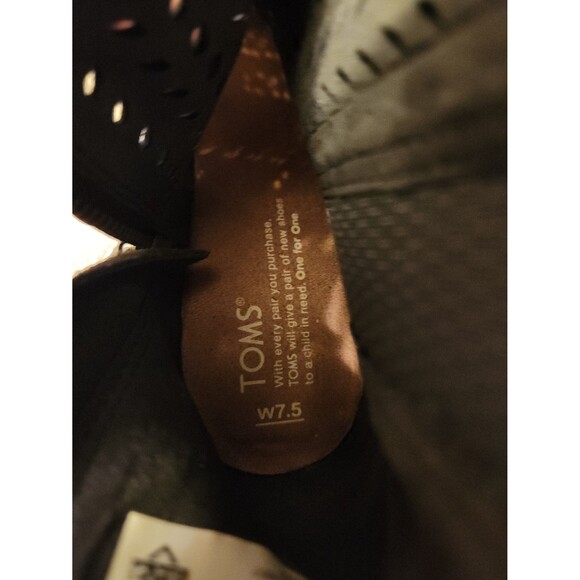 TOMS®
With every pair you purchase,
TOMS will give a pair of new shoes
to a child in need. One for One
W7.5